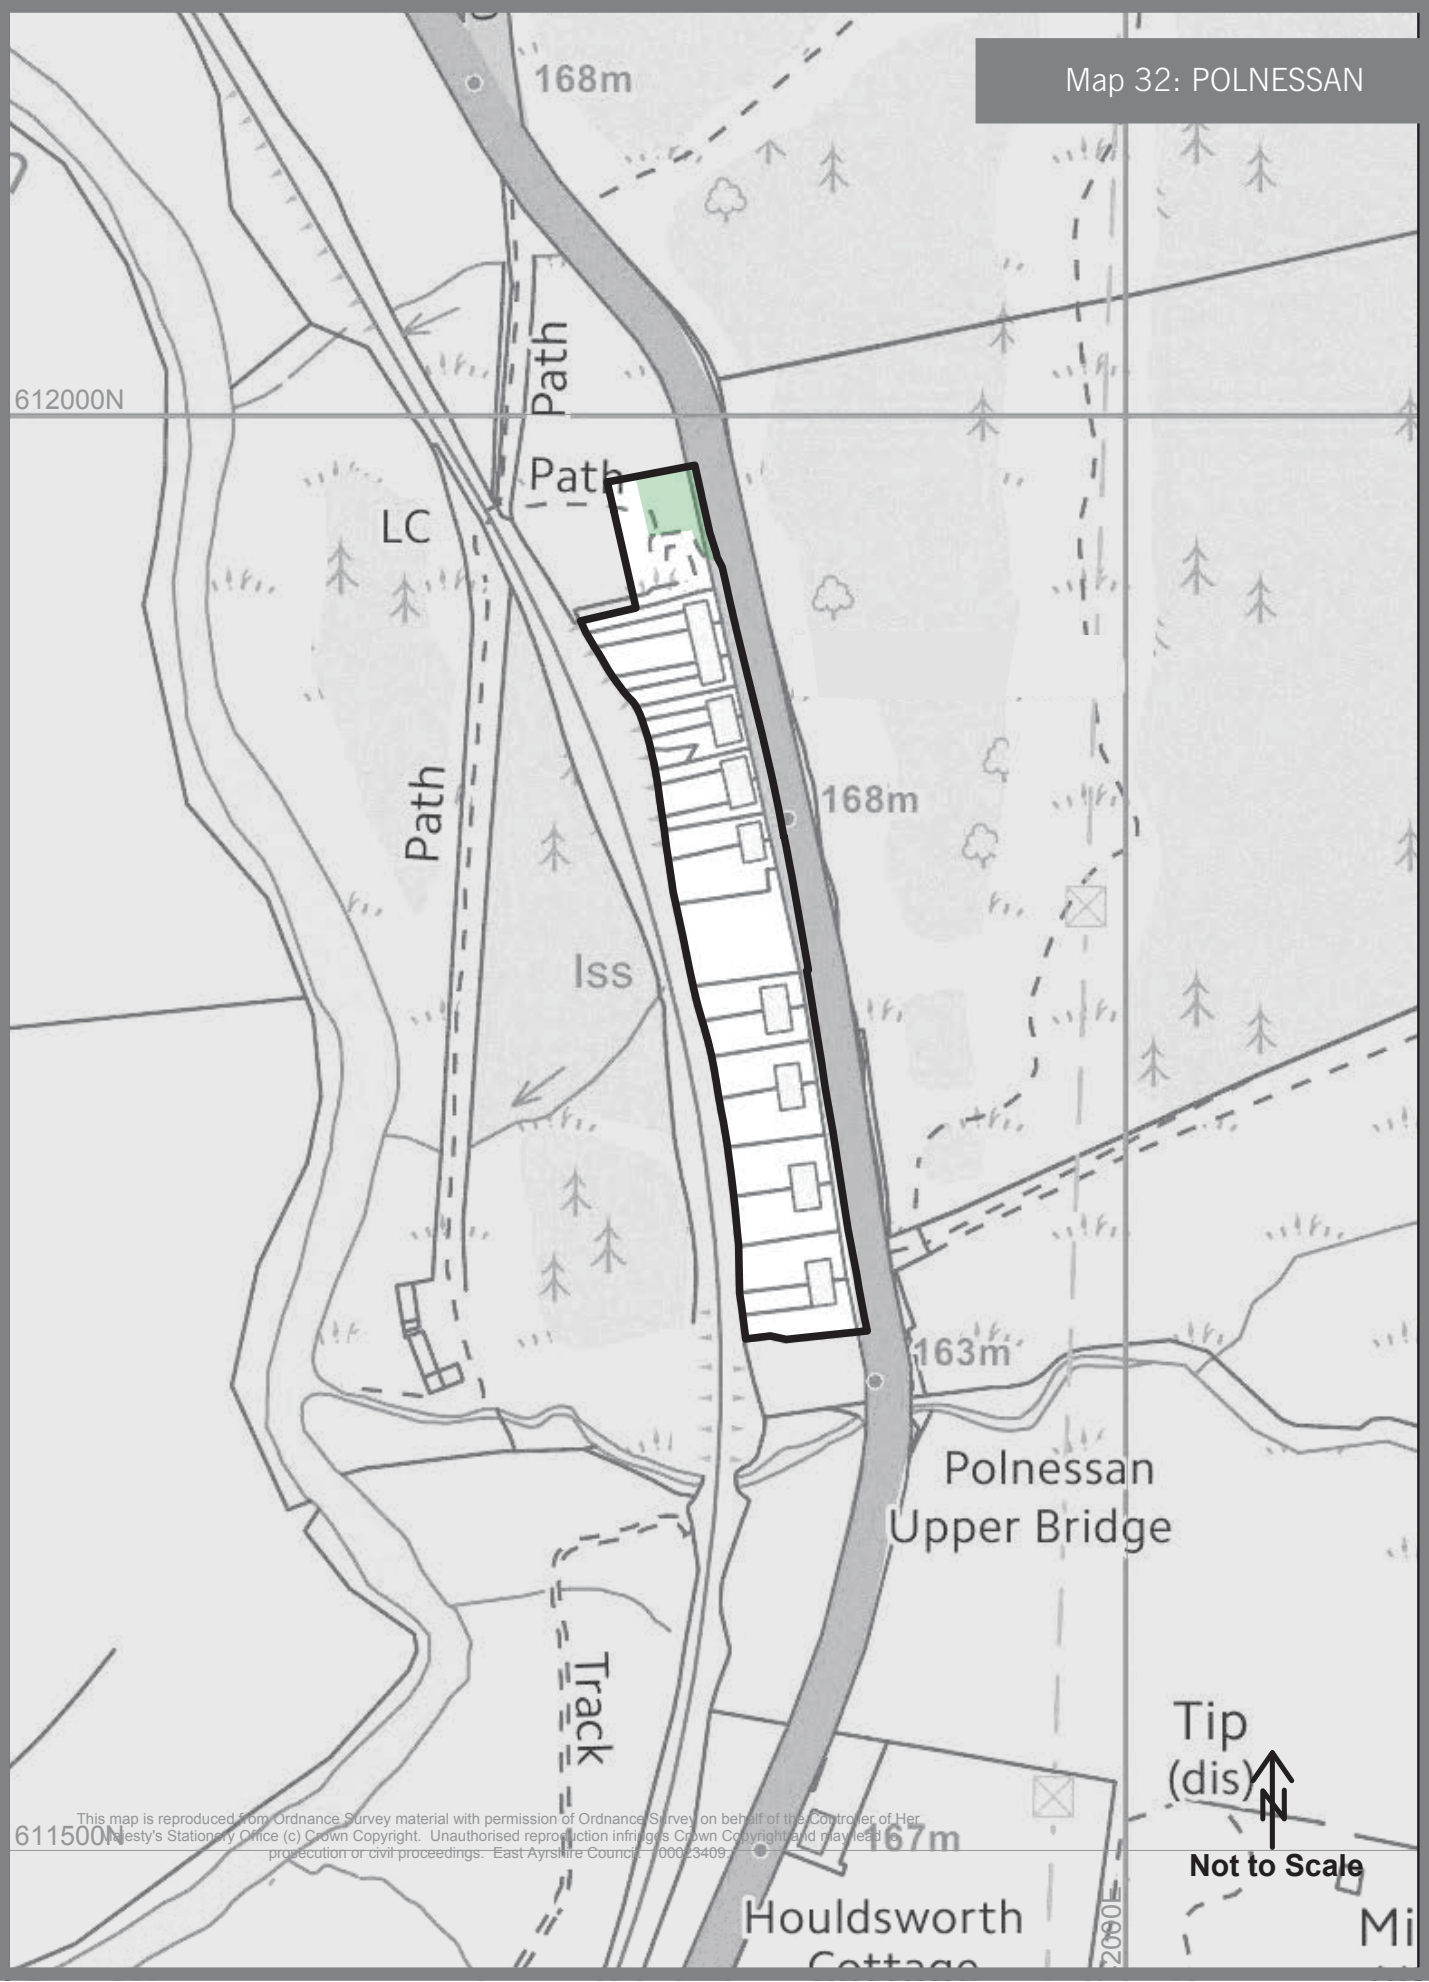 168m
Map 32: POLNESSAN
Path
612000N
Path
LC
Path
168m
Iss
163m
Polnessan
Upper Bridge
Track
Tip
(dis)
N
This map is reproduced from Ordnance Survey material with permission of Ordnance Survey on behalf of the Controller of Her
Majesty's Stationery Office (c) Crown Copyright. Unauthorised reproduction infringes Crown Copyright and may lead to
prosecution or civil proceedings. East Ayrshire Council. 100023409.
611500N
167m
Not to Scale
Houldsworth
Cottage
Mi